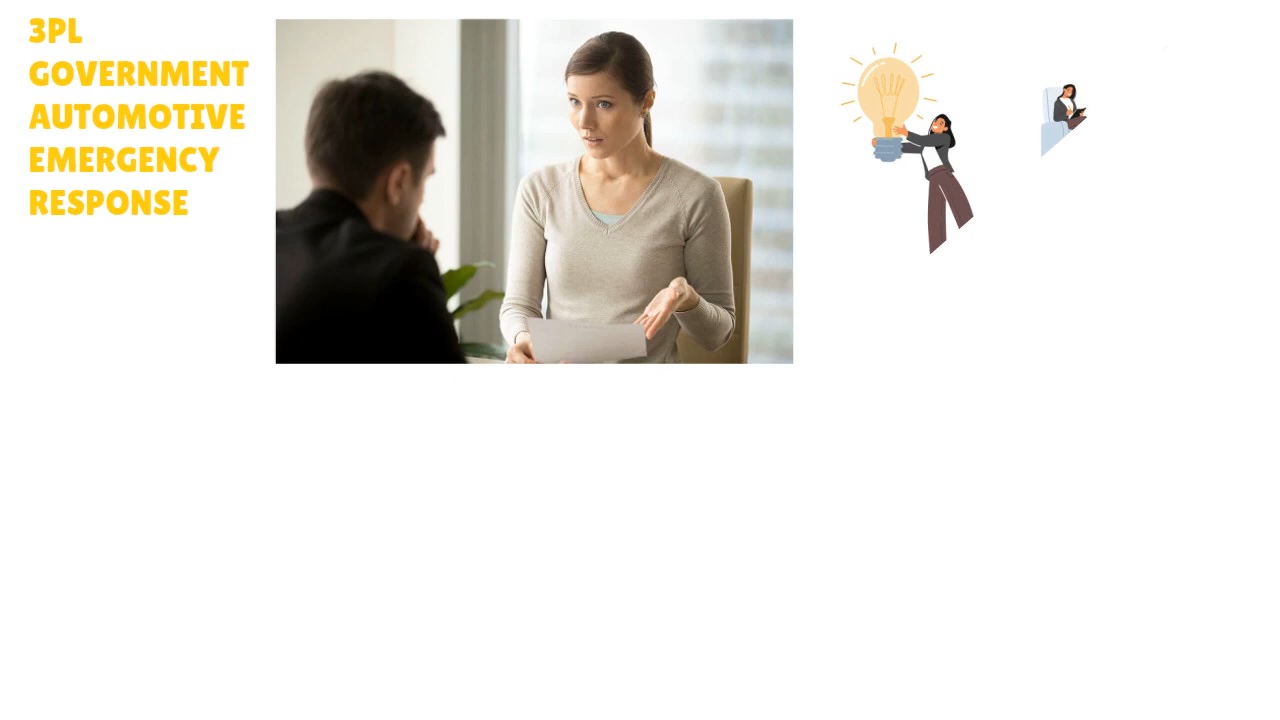 3PL
GOVERNMENT
AUTOMOTIVE
EMERGENCY
RESPONSE